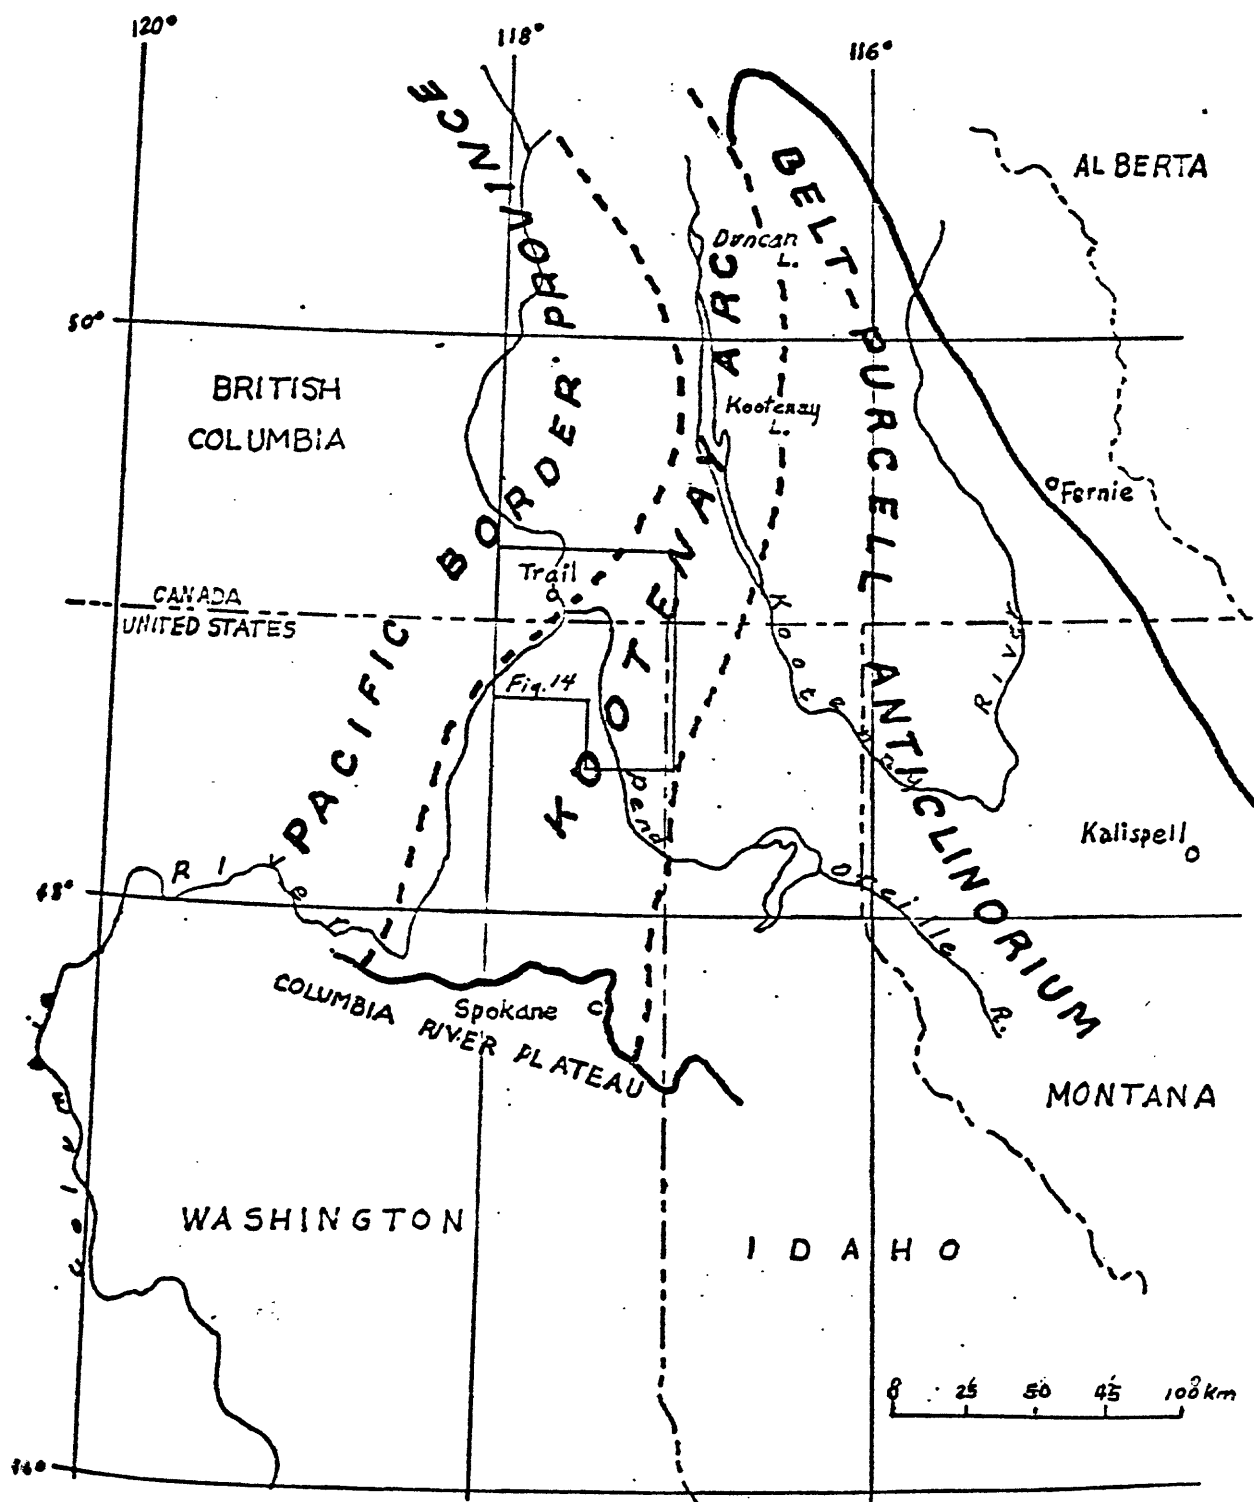 120°
118°
116°
ALBERTA
PACIFIC BORDER PROVINCE
KOOTENAY ARC
BELT-PURCELL ANTICLINORIUM
Duncan
L.
50°
BRITISH
COLUMBIA
Kootenay
L.
Fernie
Trail
CANADA
UNITED STATES
Fig. 14
Kootenay River
Pend Oreille R.
Kalispell
48°
Columbia River
COLUMBIA RIVER PLATEAU
Spokane
MONTANA
WASHINGTON
IDAHO
0 25 50 45 100 km
46°